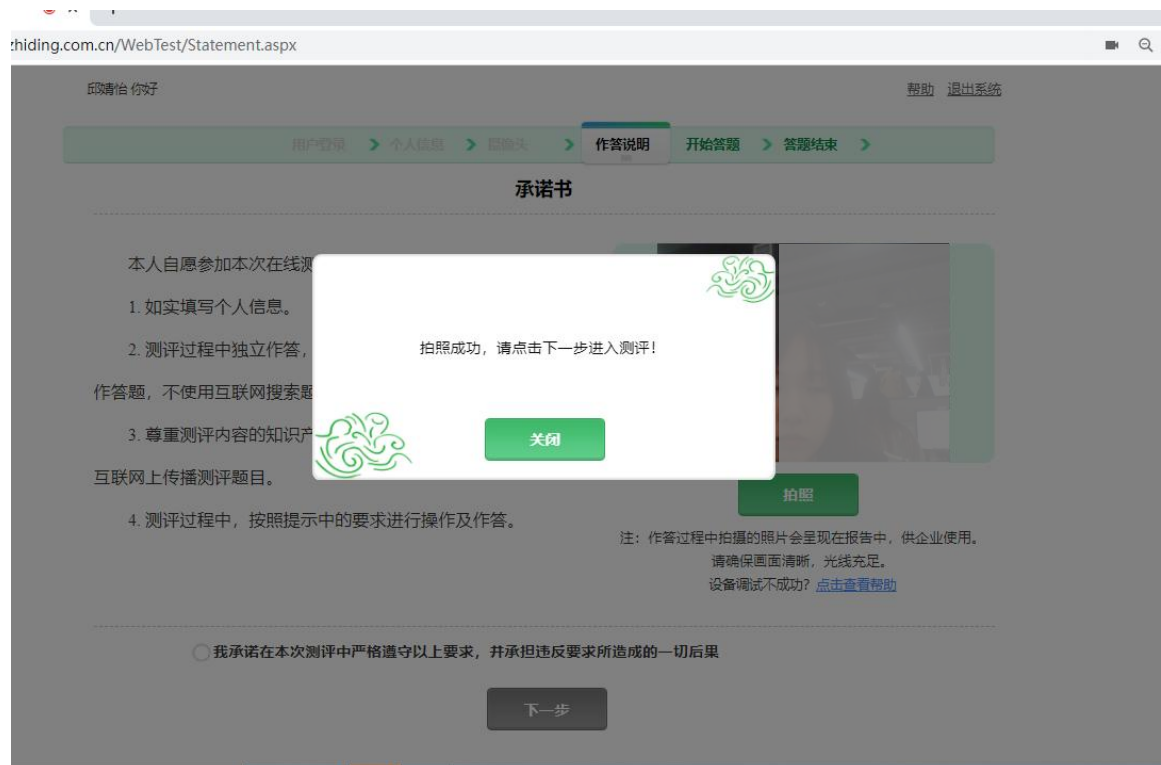 zhiding.com.cn/WebTest/Statement.aspx
邱婧怡 你好
帮助 退出系统
用户登录 个人信息 摄像头 作答说明 开始答题 答题结束
承诺书
本人自愿参加本次在线测
1. 如实填写个人信息。
2. 测评过程中独立作答，
作答题，不使用互联网搜索题
3. 尊重测评内容的知识产
互联网上传播测评题目。
4. 测评过程中，按照提示中的要求进行操作及作答。
拍照成功，请点击下一步进入测评！
关闭
拍照
注：作答过程中拍摄的照片会呈现在报告中，供企业使用。
请确保画面清晰，光线充足。
设备调试不成功？点击查看帮助
我承诺在本次测评中严格遵守以上要求，并承担违反要求所造成的一切后果
下一步